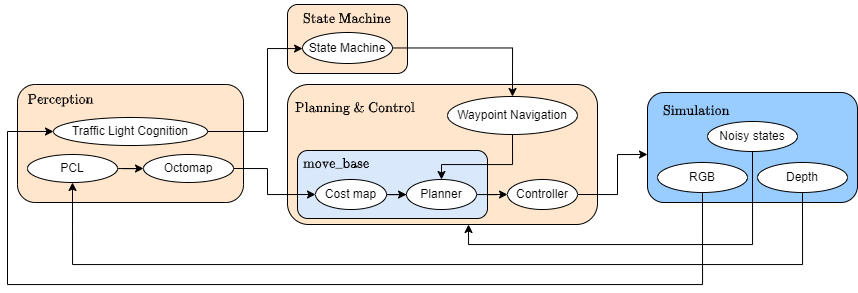 State Machine
State Machine
Perception
Traffic Light Cognition
PCL
Octomap
Planning & Control
Waypoint Navigation
move_base
Cost map
Planner
Controller
Simulation
Noisy states
RGB
Depth